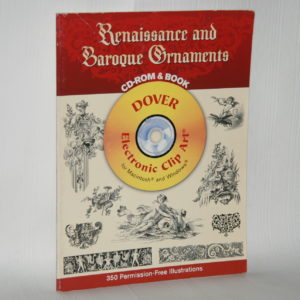 Renaissance and
Baroque Ornaments
CD-ROM & BOOK
DOVER
Electronic Clip Art®
for Macintosh® and Windows®
350 Permission-Free Illustrations